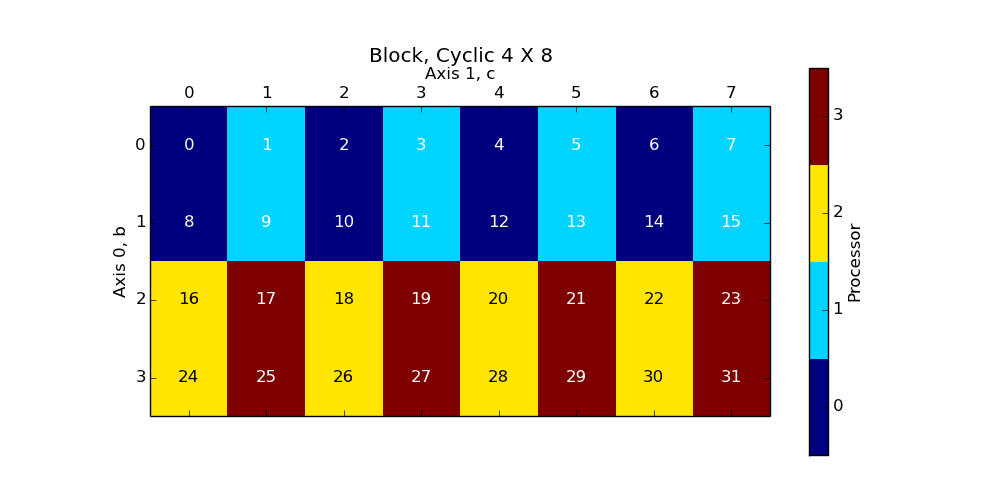 Block, Cyclic 4 X 8
Axis 1, c
0 1 2 3 4 5 6 7
0 0 1 2 3 4 5 6 7
1 8 9 10 11 12 13 14 15
2 16 17 18 19 20 21 22 23
3 24 25 26 27 28 29 30 31
Axis 0, b
3
2
1
0
Processor